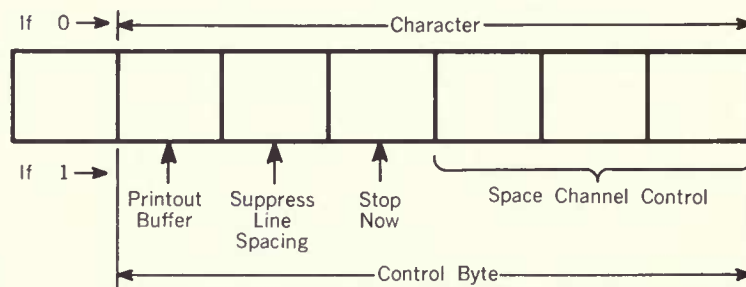 If 0
Character
If 1
Printout
Buffer
Suppress
Line
Spacing
Stop
Now
Space Channel Control
Control Byte